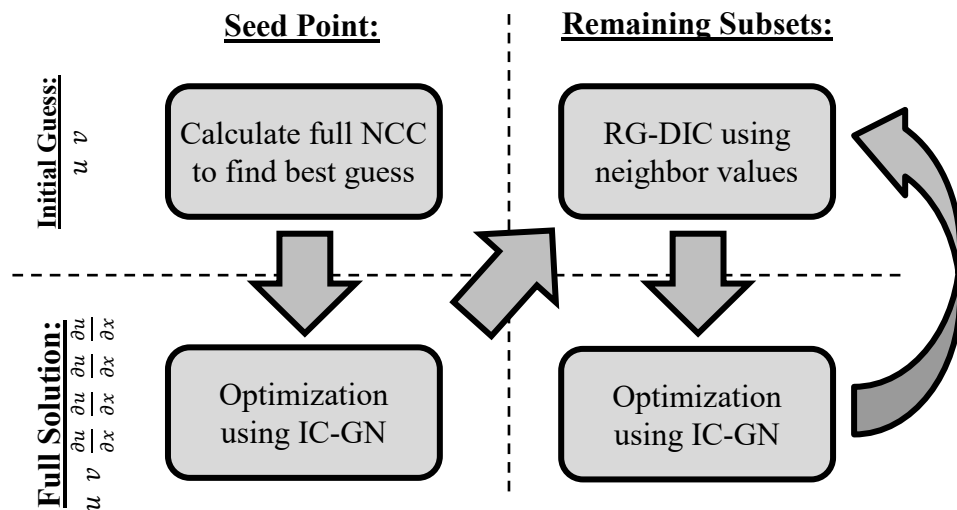 Seed Point:
Remaining Subsets:
Initial Guess:
u v
Calculate full NCC
to find best guess
RG-DIC using
neighbor values
Full Solution:
u v ∂u/∂x ∂u/∂x ∂u/∂x ∂u/∂x
Optimization
using IC-GN
Optimization
using IC-GN